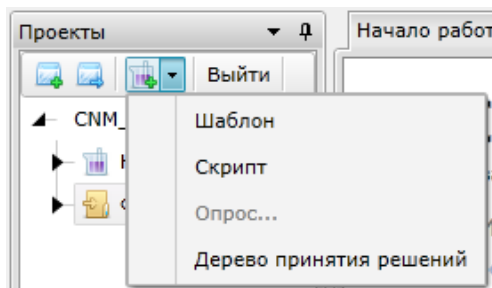 Проекты
Начало работ
Выйти
CNM_
Шаблон
Скрипт
Опрос...
Дерево принятия решений